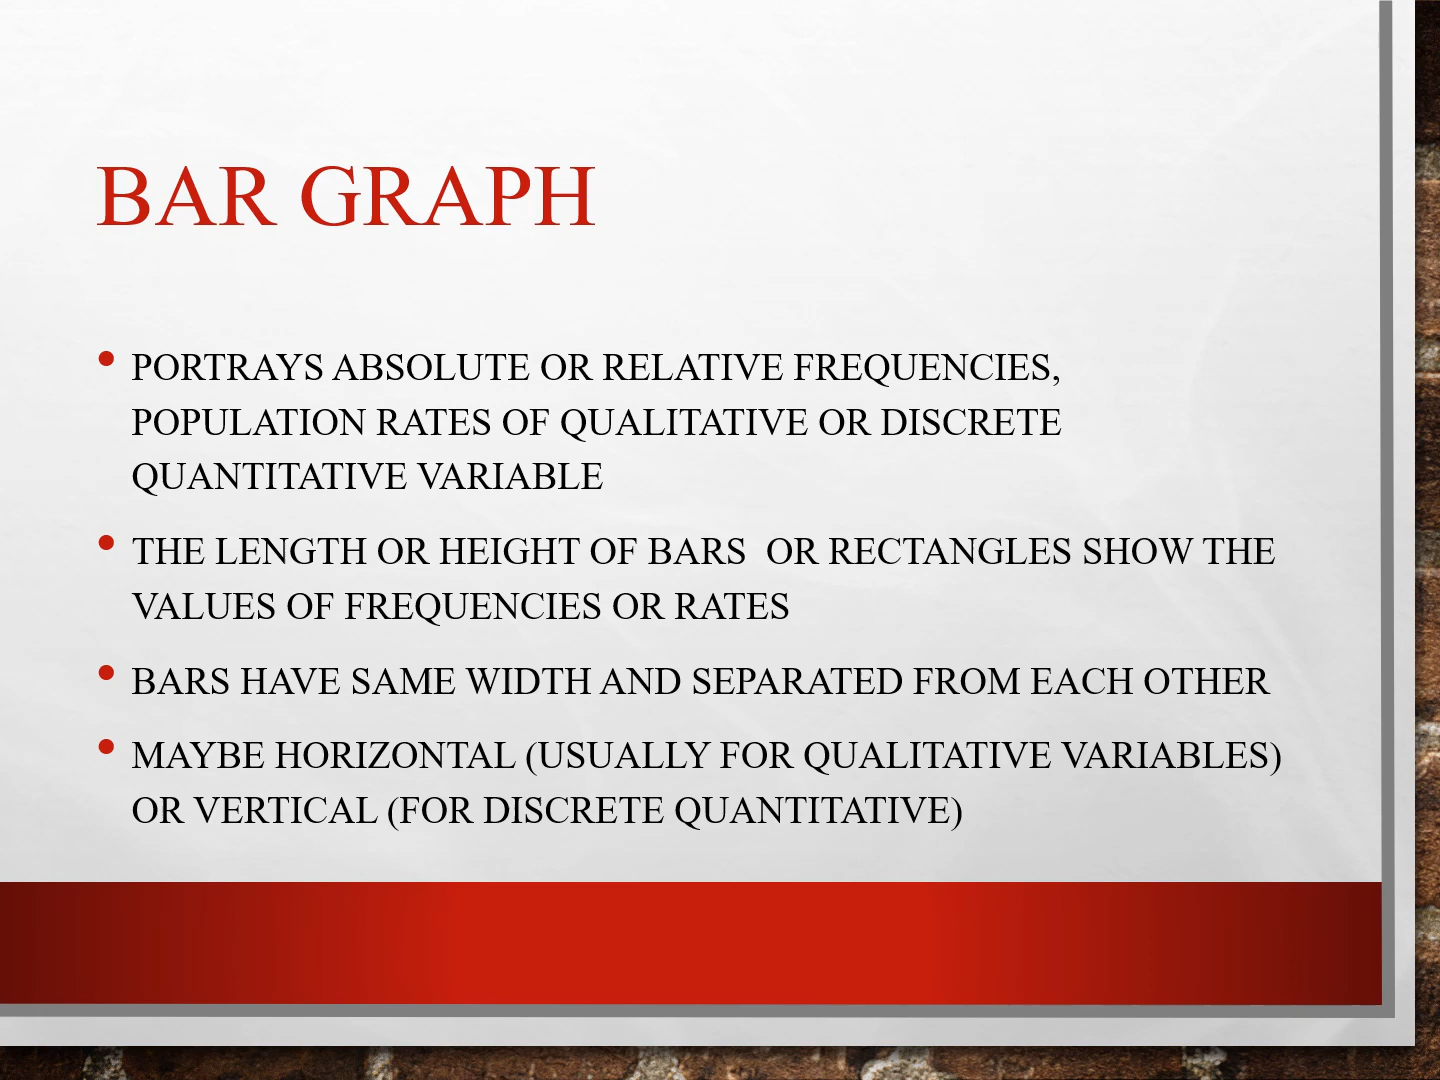 BAR GRAPH
• PORTRAYS ABSOLUTE OR RELATIVE FREQUENCIES,
POPULATION RATES OF QUALITATIVE OR DISCRETE
QUANTITATIVE VARIABLE
• THE LENGTH OR HEIGHT OF BARS  OR RECTANGLES SHOW THE
VALUES OF FREQUENCIES OR RATES
• BARS HAVE SAME WIDTH AND SEPARATED FROM EACH OTHER
• MAYBE HORIZONTAL (USUALLY FOR QUALITATIVE VARIABLES)
OR VERTICAL (FOR DISCRETE QUANTITATIVE)